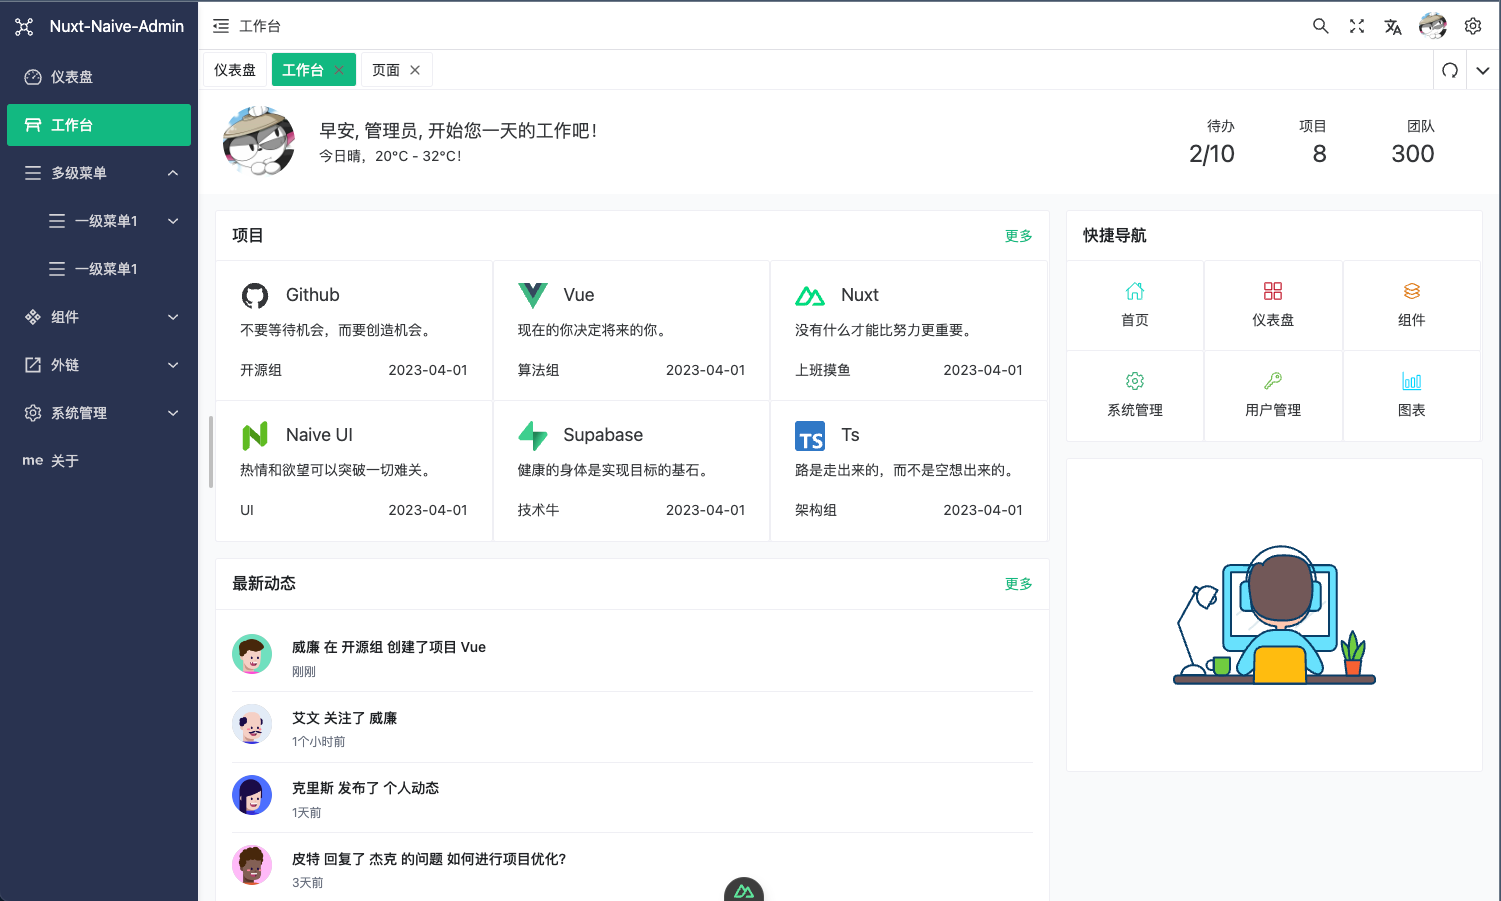 Nuxt-Naive-Admin
仪表盘
工作台
多级菜单
一级菜单1
一级菜单1
组件
外链
系统管理
me 关于
工作台
仪表盘
工作台
页面
早安, 管理员, 开始您一天的工作吧!
今日晴，20℃ - 32℃!
待办
2/10
项目
8
团队
300
项目
更多
Github
不要等待机会，而要创造机会。
开源组
2023-04-01
Vue
现在的你决定将来的你。
算法组
2023-04-01
Nuxt
没有什么才能比努力更重要。
上班摸鱼
2023-04-01
Naive UI
热情和欲望可以突破一切难关。
UI
2023-04-01
Supabase
健康的身体是实现目标的基石。
技术牛
2023-04-01
TS
Ts
路是走出来的，而不是空想出来的。
架构组
2023-04-01
最新动态
更多
威廉 在 开源组 创建了项目 Vue
刚刚
艾文 关注了 威廉
1个小时前
克里斯 发布了 个人动态
1天前
皮特 回复了 杰克 的问题 如何进行项目优化?
3天前
快捷导航
首页
仪表盘
组件
系统管理
用户管理
图表